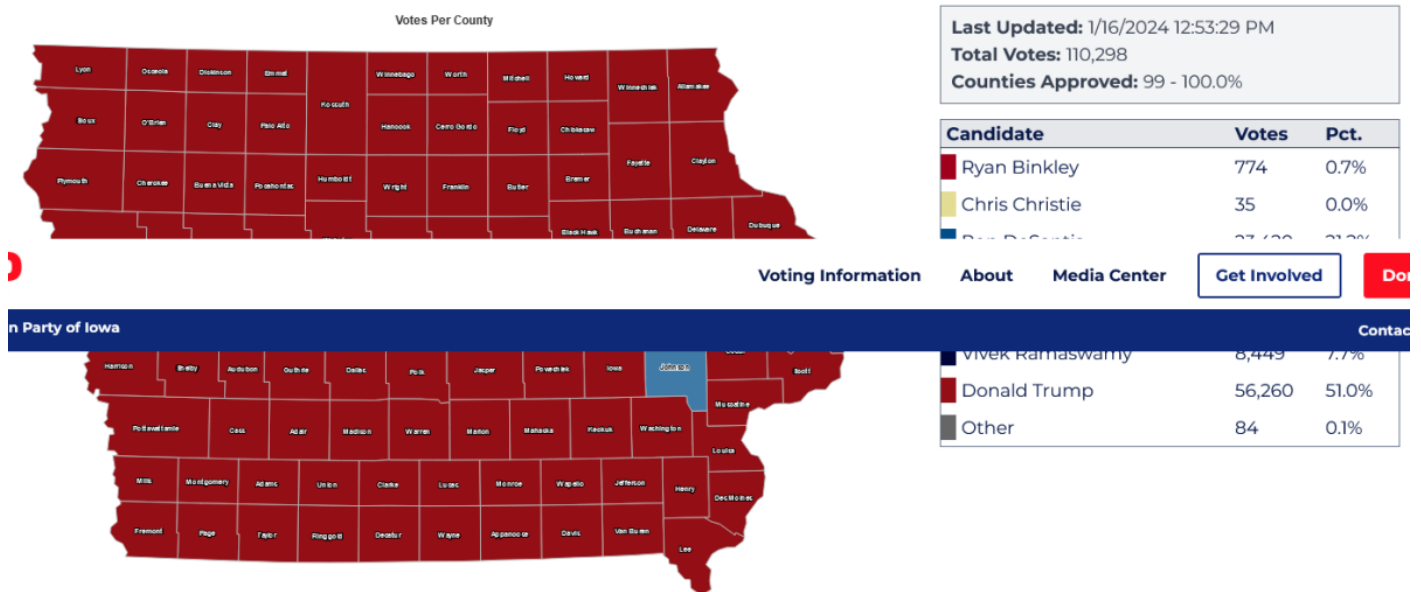 Votes Per County
Last Updated: 1/16/2024 12:53:29 PM
Total Votes: 110,298
Counties Approved: 99 - 100.0%
Candidate Votes Pct.
Ryan Binkley 774 0.7%
Chris Christie 35 0.0%
Lyon Osceola Dickinson Emmet Winnebago Worth Mitchell Howard
Kossuth Winneshiek Allamakee
Sioux O'Brien Clay Palo Alto Hancock Cerro Gordo Floyd Chickasaw
Fayette Clayton
Plymouth Cherokee Buena Vista Pocahontas Humboldt Wright Franklin Butler Bremer
Black Hawk Buchanan Delaware Dubuque
Voting Information About Media Center Get Involved
n Party of Iowa
Vivek Ramaswamy 8,449 7.7%
Donald Trump 56,260 51.0%
Other 84 0.1%
Harrison Shelby Audubon Guthrie Dallas Polk Jasper Poweshiek Iowa Johnson Scott
Muscatine
Pottawattamie Cass Adair Madison Warren Marion Mahaska Keokuk Washington
Louisa
Mills Montgomery Adams Union Clarke Lucas Monroe Wapello Jefferson Henry Des Moines
Fremont Page Taylor Ringgold Decatur Wayne Appanoose Davis Van Buren
Lee